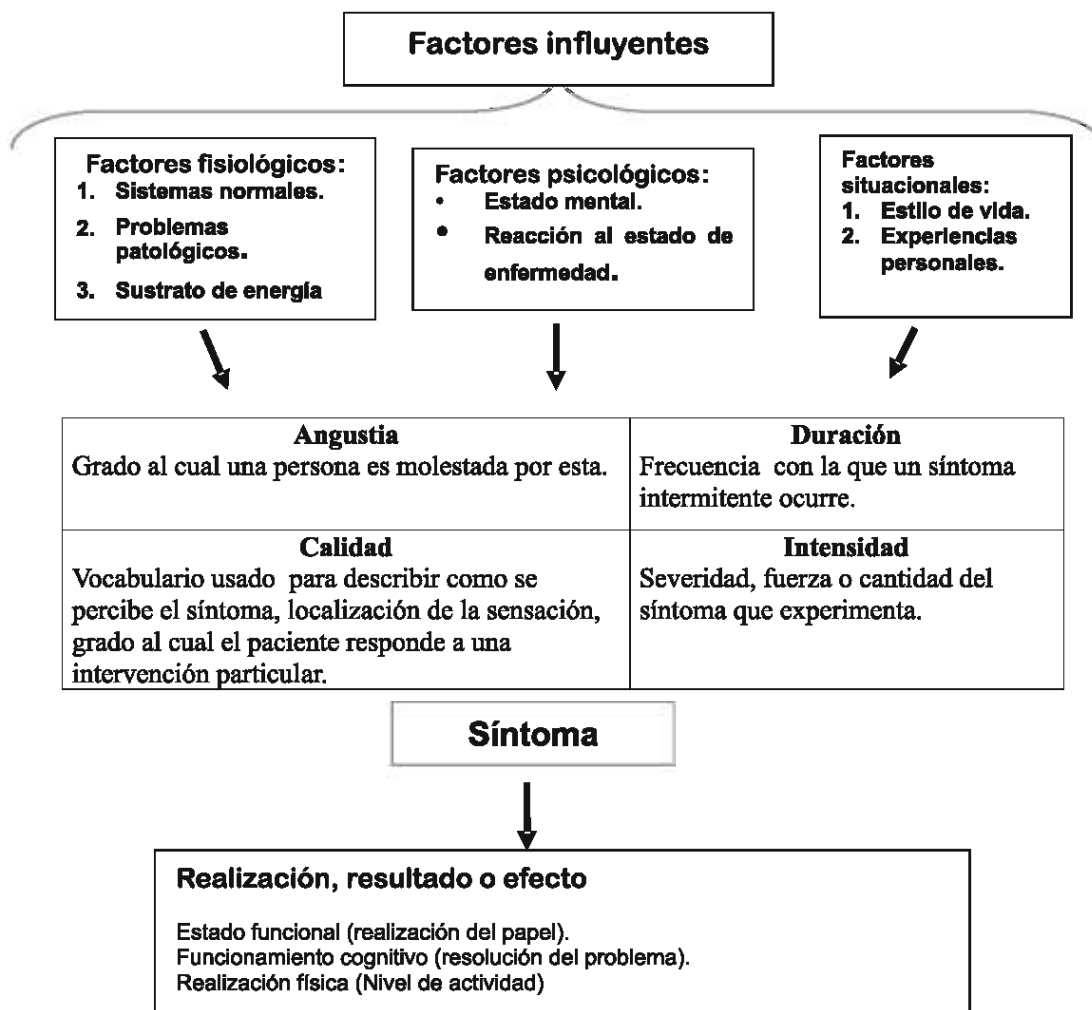 Factores influyentes
Factores fisiológicos:
1. Sistemas normales.
2. Problemas
patológicos.
3. Sustrato de energía
Factores psicológicos:
• Estado mental.
• Reacción al estado de
enfermedad.
Factores
situacionales:
1. Estilo de vida.
2. Experiencias
personales.
Angustia
Grado al cual una persona es molestada por esta.
Duración
Frecuencia con la que un síntoma
intermitente ocurre.
Calidad
Vocabulario usado para describir como se
percibe el síntoma, localización de la sensación,
grado al cual el paciente responde a una
intervención particular.
Intensidad
Severidad, fuerza o cantidad del
síntoma que experimenta.
Síntoma
Realización, resultado o efecto
Estado funcional (realización del papel).
Funcionamiento cognitivo (resolución del problema).
Realización física (Nivel de actividad)